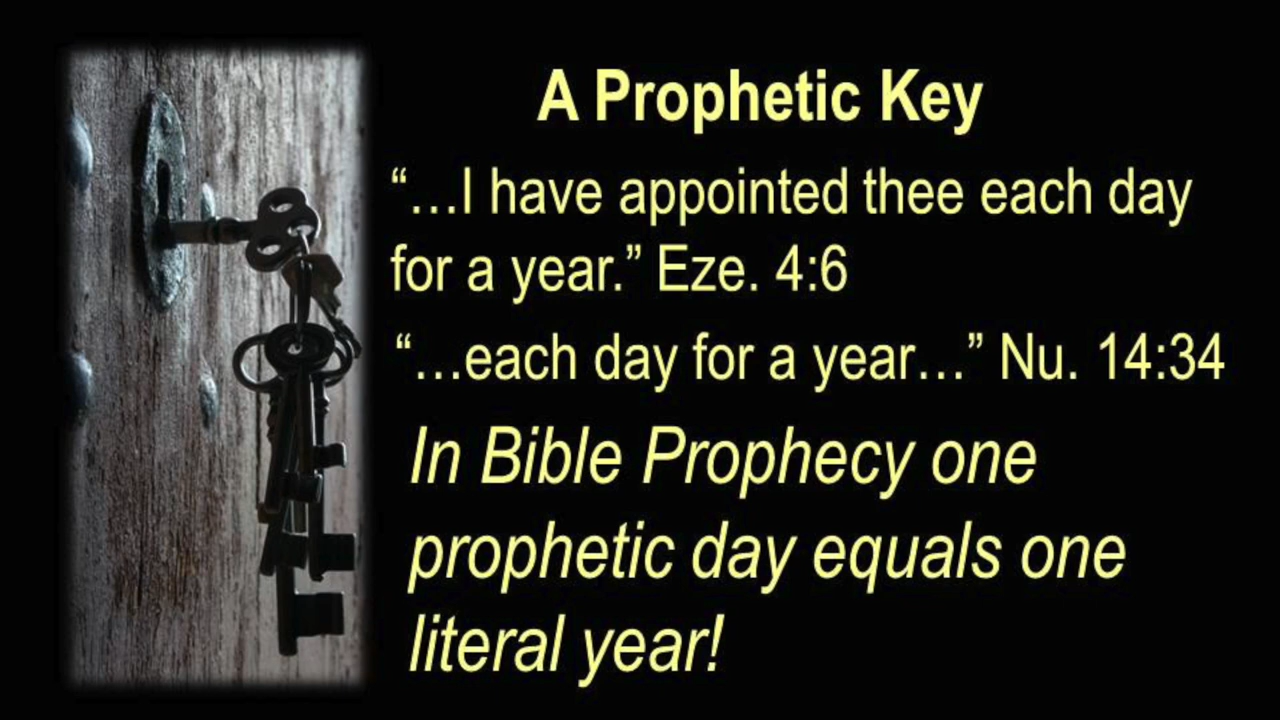 A Prophetic Key
“…I have appointed thee each day
for a year.” Eze. 4:6
“…each day for a year…” Nu. 14:34
In Bible Prophecy one
prophetic day equals one
literal year!